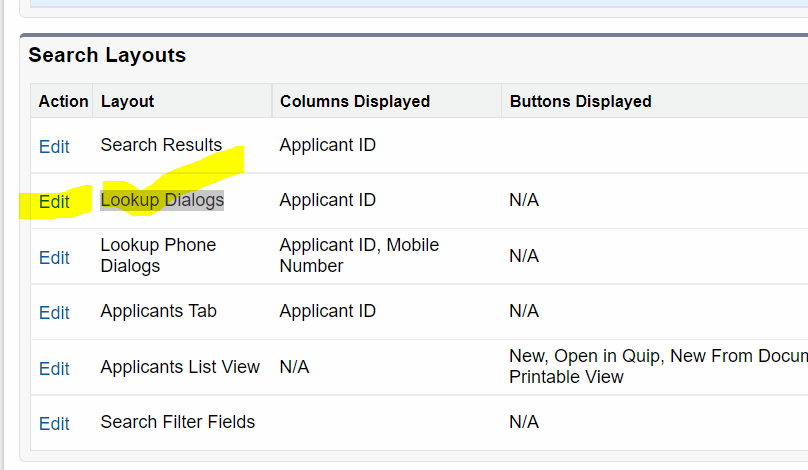 Search Layouts
Action Layout Columns Displayed Buttons Displayed
Edit Search Results Applicant ID
Edit Lookup Dialogs Applicant ID N/A
Edit Lookup Phone Dialogs Applicant ID, Mobile Number N/A
Edit Applicants Tab Applicant ID N/A
Edit Applicants List View N/A New, Open in Quip, New From Docum
Printable View
Edit Search Filter Fields N/A